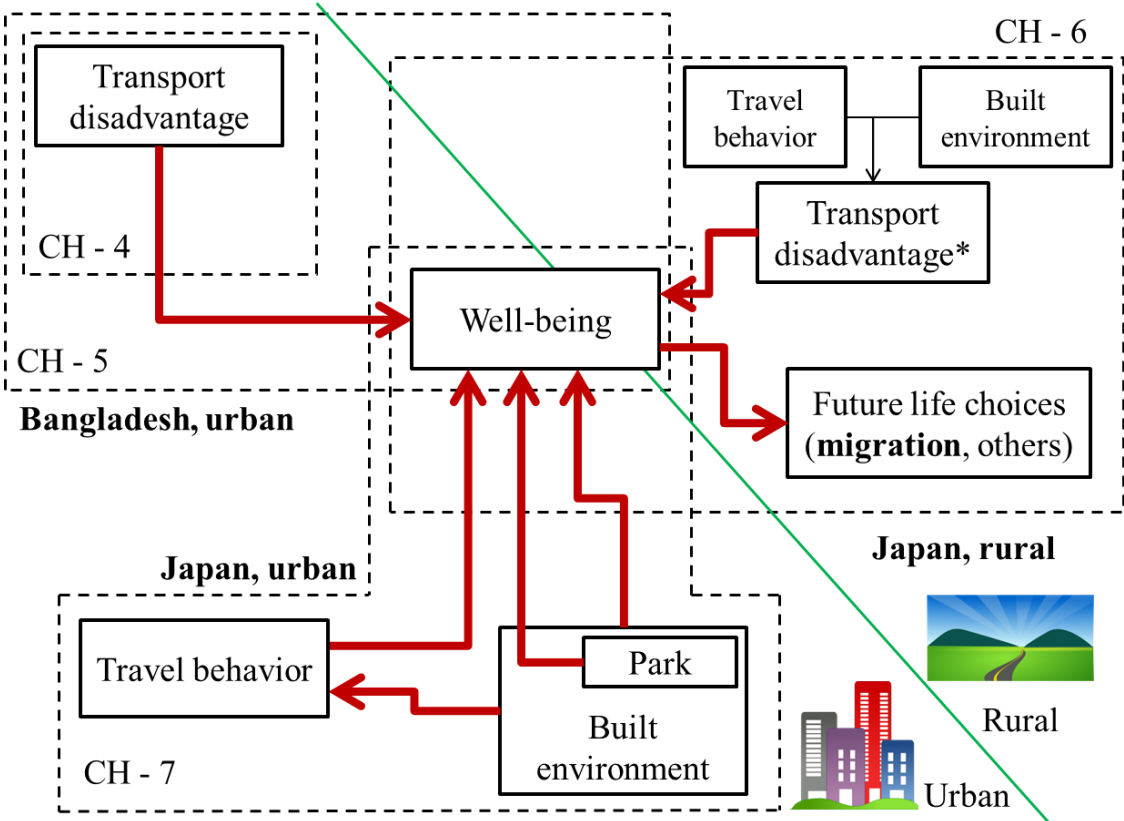 CH - 6
Transport
disadvantage
CH - 4
CH - 5
Bangladesh, urban
Travel
behavior
Built
environment
Transport
disadvantage*
Well-being
Future life choices
(migration, others)
Japan, rural
Japan, urban
Travel behavior
Park
Built
environment
CH - 7
Rural
Urban